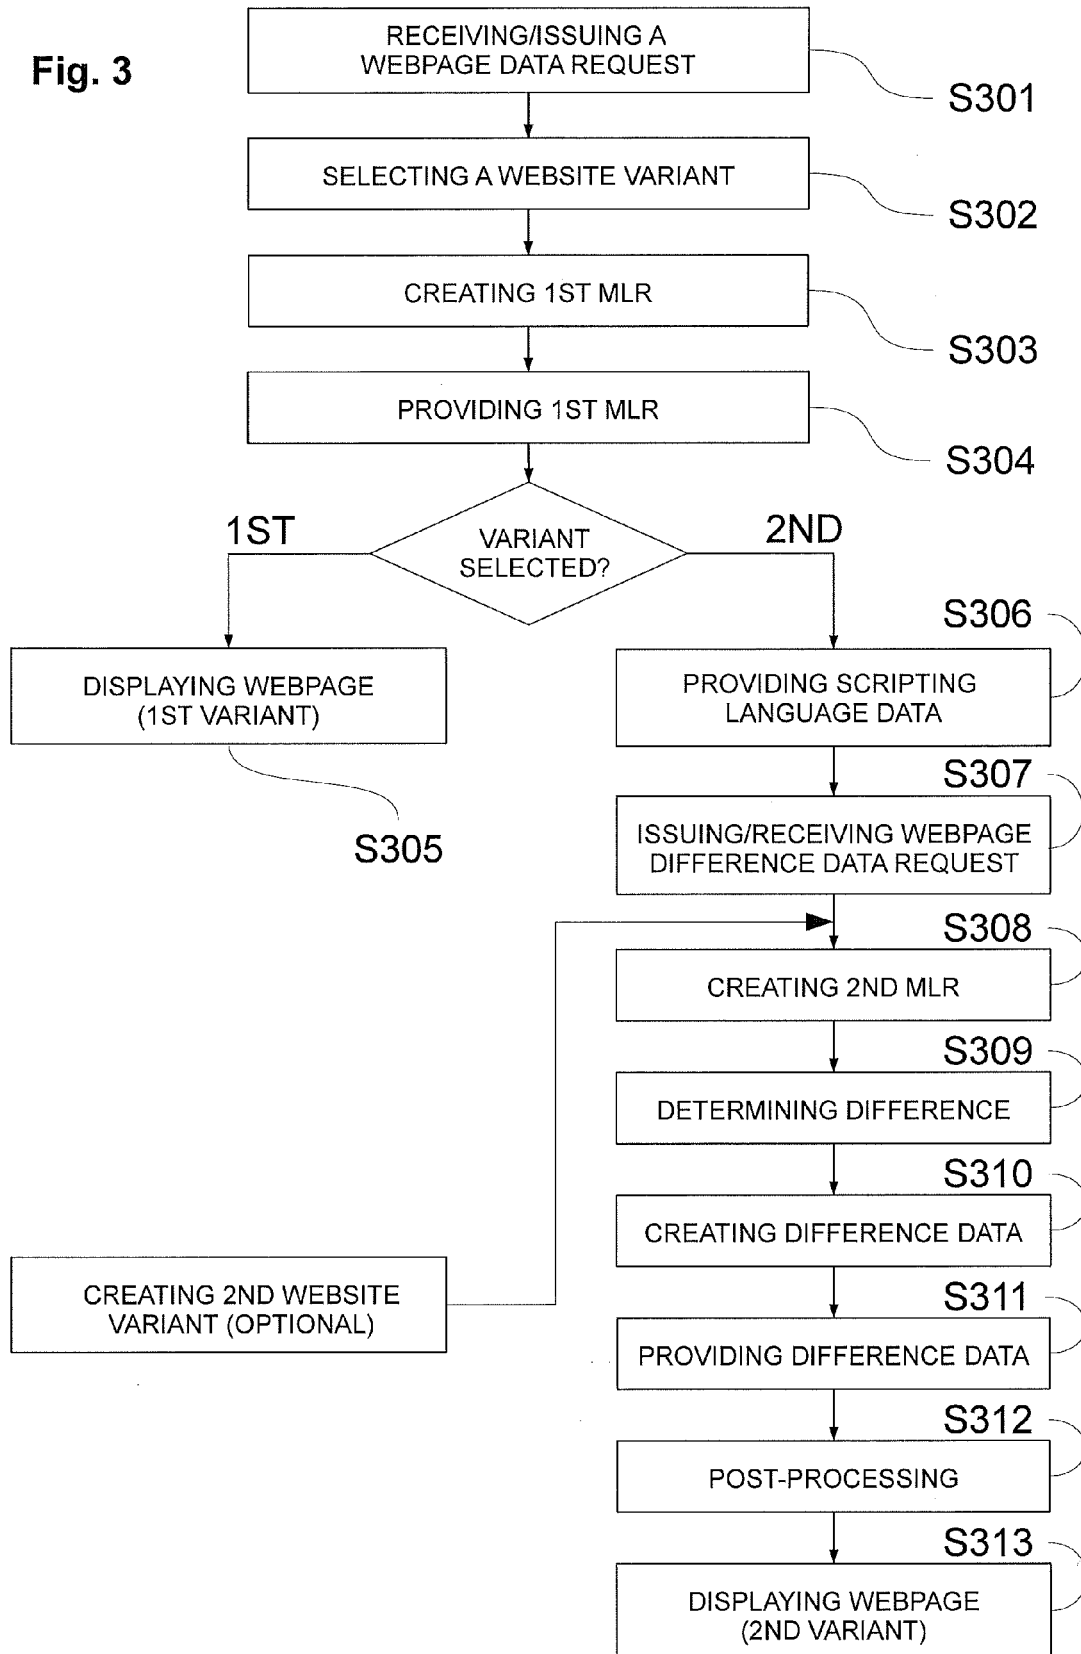 Fig. 3
RECEIVING/ISSUING A
WEBPAGE DATA REQUEST
S301
SELECTING A WEBSITE VARIANT
S302
CREATING 1ST MLR
S303
PROVIDING 1ST MLR
S304
VARIANT
SELECTED?
1ST
2ND
DISPLAYING WEBPAGE
(1ST VARIANT)
S305
S306
PROVIDING SCRIPTING
LANGUAGE DATA
S307
ISSUING/RECEIVING WEBPAGE
DIFFERENCE DATA REQUEST
S308
CREATING 2ND MLR
S309
DETERMINING DIFFERENCE
S310
CREATING DIFFERENCE DATA
CREATING 2ND WEBSITE
VARIANT (OPTIONAL)
S311
PROVIDING DIFFERENCE DATA
S312
POST-PROCESSING
S313
DISPLAYING WEBPAGE
(2ND VARIANT)